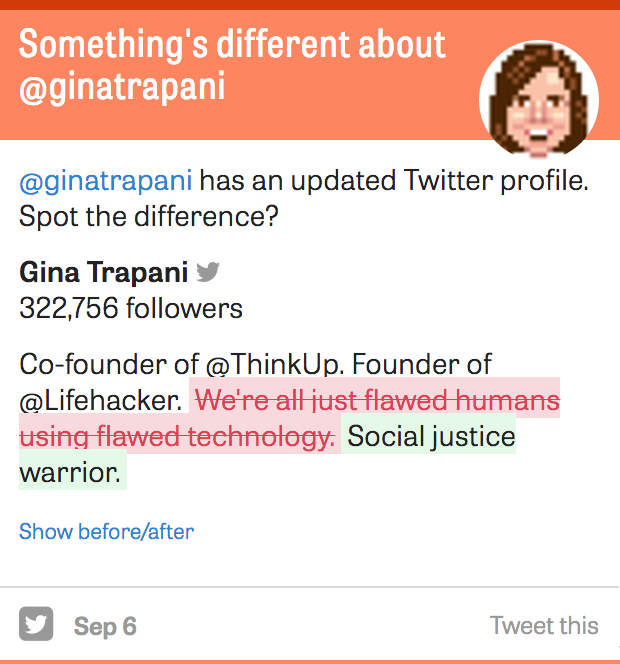 Something's different about
@ginatrapani
@ginatrapani has an updated Twitter profile.
Spot the difference?
Gina Trapani
322,756 followers
Co-founder of @ThinkUp. Founder of
@Lifehacker. We're all just flawed humans
using flawed technology. Social justice
warrior.
Show before/after
Sep 6
Tweet this